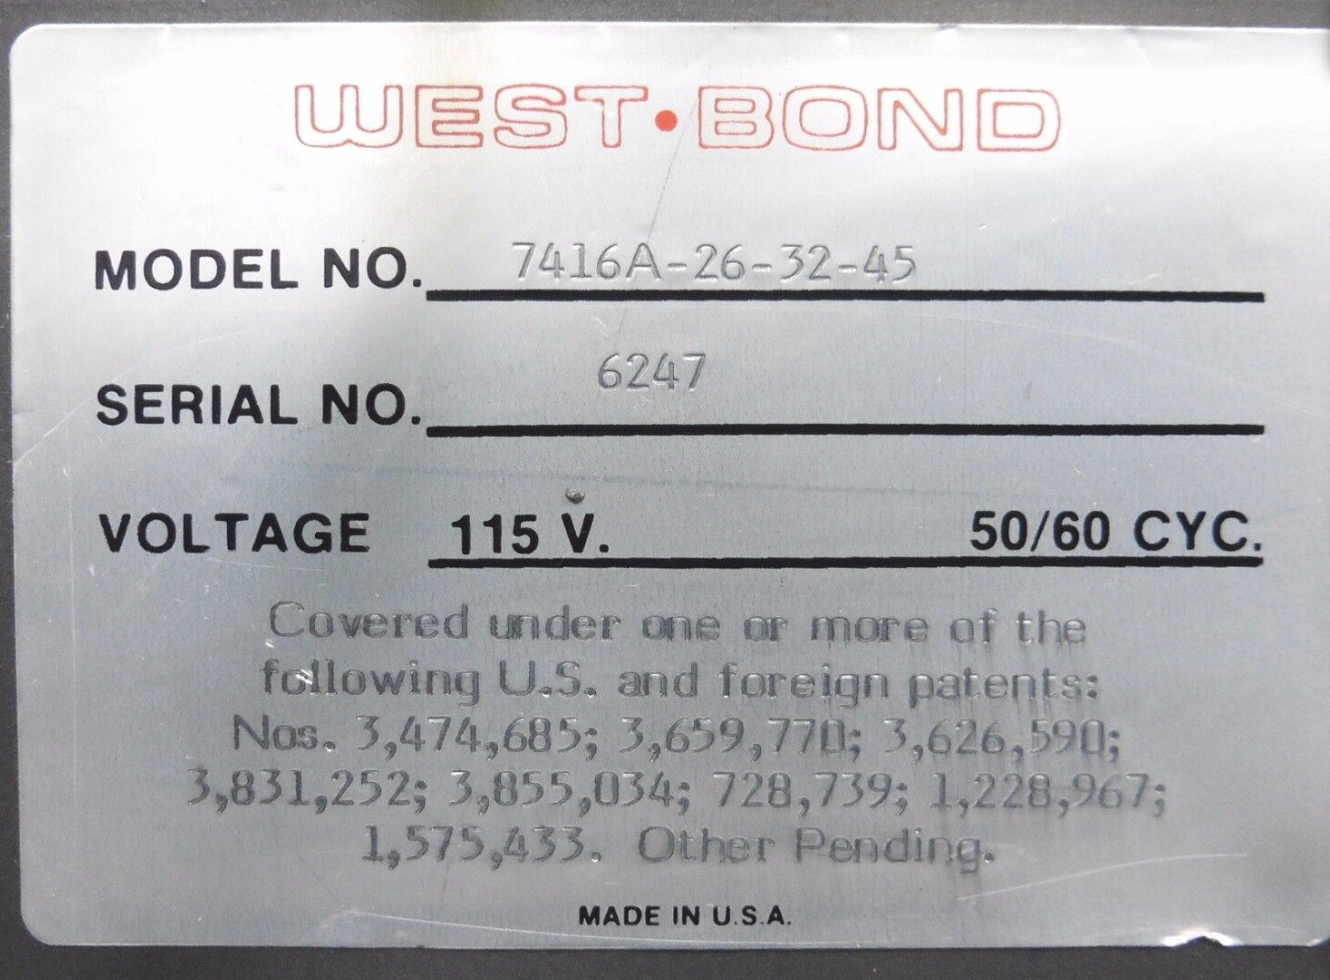 WEST·BOND
MODEL NO. 7416A-26-32-45
SERIAL NO. 6247
VOLTAGE 115 V. 50/60 CYC.
Covered under one or more of the
following U.S. and foreign patents:
Nos. 3,474,685; 3,659,770; 3,626,590;
3,831,252; 3,855,034; 728,739; 1,228,967;
1,575,433. Other Pending.
MADE IN U.S.A.